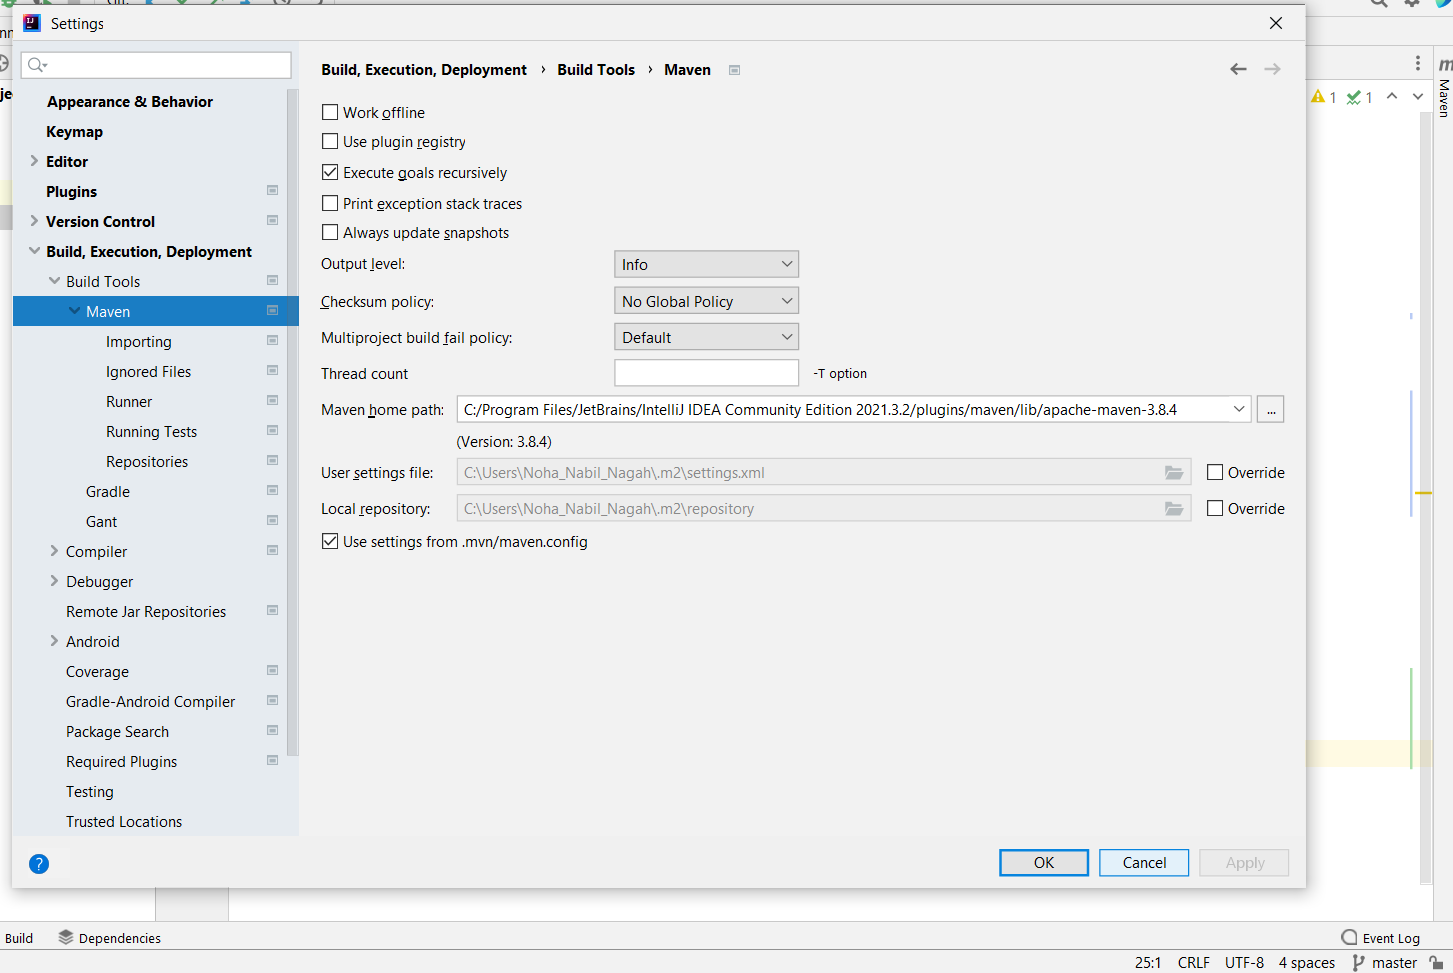 Git:
Settings
Build, Execution, Deployment › Build Tools › Maven
Appearance & Behavior
Keymap
Editor
Plugins
Version Control
Build, Execution, Deployment
Build Tools
Maven
Importing
Ignored Files
Runner
Running Tests
Repositories
Gradle
Gant
Compiler
Debugger
Remote Jar Repositories
Android
Coverage
Gradle-Android Compiler
Package Search
Required Plugins
Testing
Trusted Locations
Work offline
Use plugin registry
Execute goals recursively
Print exception stack traces
Always update snapshots
Output level: Info
Checksum policy: No Global Policy
Multiproject build fail policy: Default
Thread count -T option
Maven home path: C:/Program Files/JetBrains/IntelliJ IDEA Community Edition 2021.3.2/plugins/maven/lib/apache-maven-3.8.4 ...
(Version: 3.8.4)
User settings file: C:\Users\Noha_Nabil_Nagah\.m2\settings.xml Override
Local repository: C:\Users\Noha_Nabil_Nagah\.m2\repository Override
Use settings from .mvn/maven.config
? OK Cancel Apply
1 1
m
Maven
Build Dependencies Event Log
25:1 CRLF UTF-8 4 spaces master